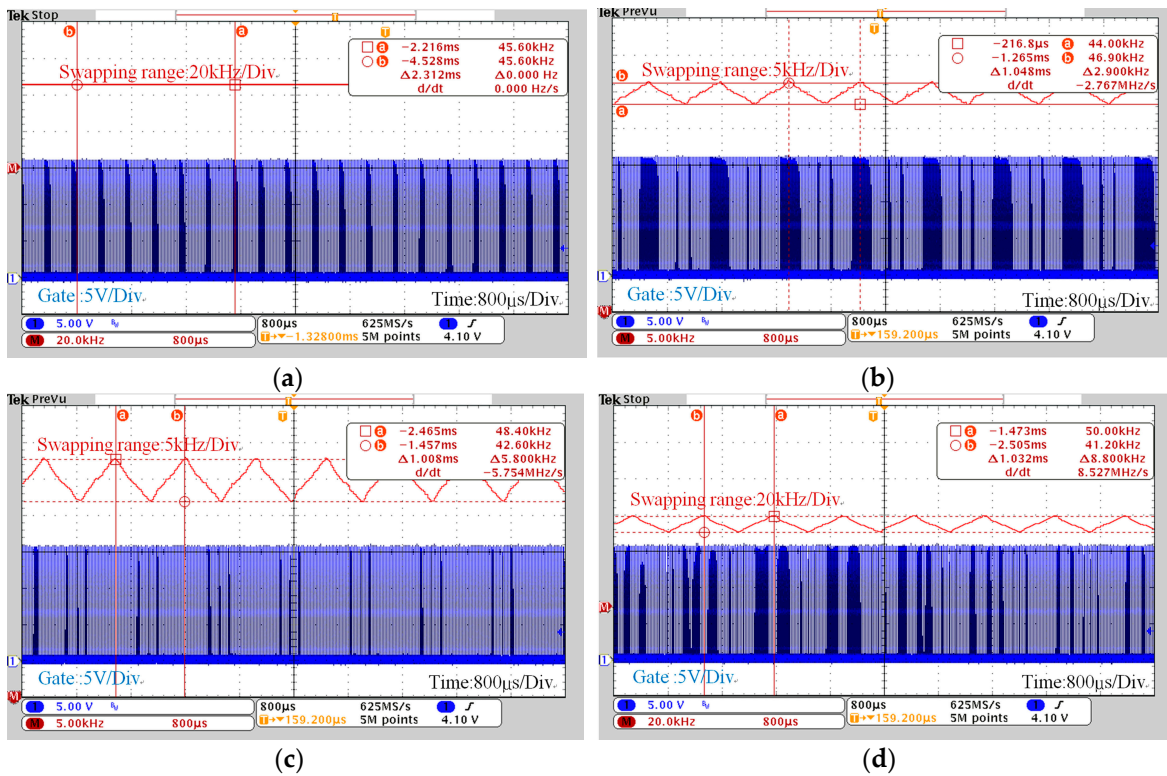 Tek Stop
b a
T
T
a −2.216ms 45.60kHz
b −4.528ms 45.60kHz
Δ2.312ms Δ0.000 Hz
d/dt 0.000 Hz/s
Swapping range:20kHz/Div
M
1
Gate :5V/Div
Time:800μs/Div
1 5.00 V BW
M 20.0kHz 800μs
800μs 625MS/s 1
T→▼−1.32800ms 5M points 4.10 V
(a)
Tek PreVu
T
T
−216.8μs a 44.00kHz
−1.265ms b 46.90kHz
Δ1.048ms Δ2.900kHz
d/dt −2.767MHz/s
Swapping range:5kHz/Div
b
a
1
Gate :5V/Div
Time:800μs/Div
M
1 5.00 V BW
M 5.00kHz 800μs
800μs 625MS/s 1
T→▼159.200μs 5M points 4.10 V
(b)
Tek PreVu
a b
T
T
a −2.465ms 48.40kHz
b −1.457ms 42.60kHz
Δ1.008ms Δ5.800kHz
d/dt −5.754MHz/s
Swapping range:5kHz/Div
1
Gate :5V/Div
Time:800μs/Div
M
1 5.00 V BW
M 5.00kHz 800μs
800μs 625MS/s 1
T→▼159.200μs 5M points 4.10 V
(c)
Tek Stop
b a
T
T
a −1.473ms 50.00kHz
b −2.505ms 41.20kHz
Δ1.032ms Δ8.800kHz
d/dt 8.527MHz/s
Swapping range:20kHz/Div
M
1
Gate :5V/Div
Time:800μs/Div
1 5.00 V BW
M 20.0kHz 800μs
800μs 625MS/s 1
T→▼159.200μs 5M points 4.10 V
(d)